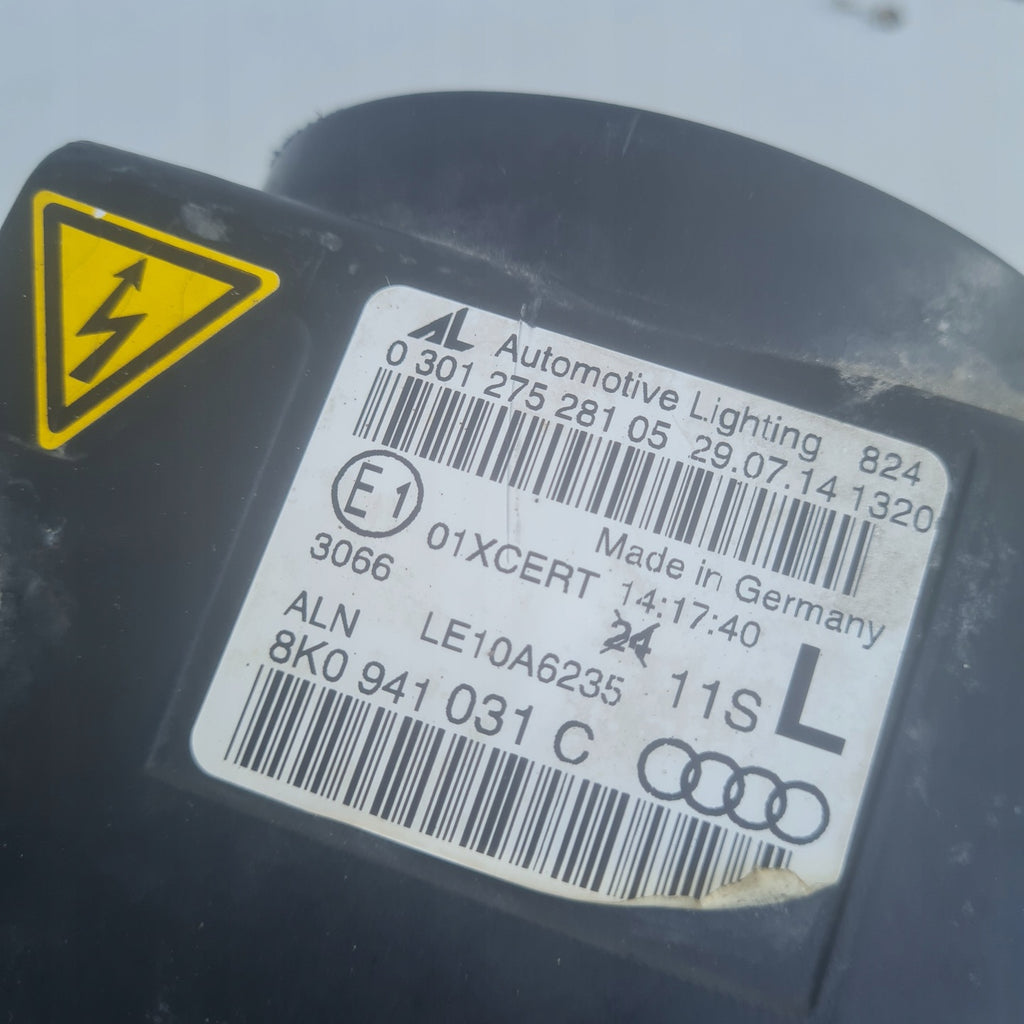 AL Automotive Lighting 824
0 301 275 281 05 29.07.14 1320
E1 Made in Germany
3066 01XCERT 14:17:40
24
ALN LE10A6235 11S L
8K0 941 031 C